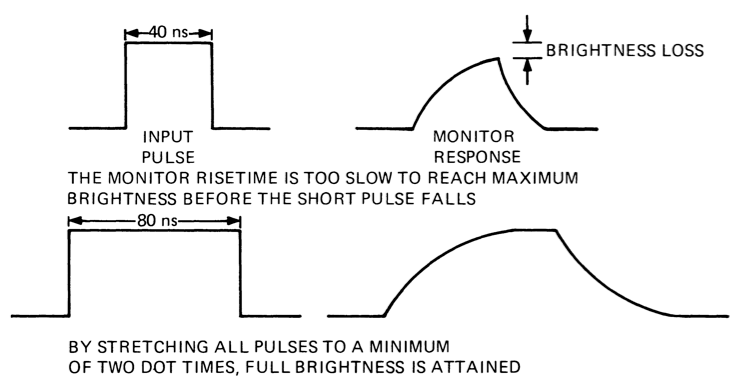 40 ns
BRIGHTNESS LOSS
INPUT
PULSE
MONITOR
RESPONSE
THE MONITOR RISETIME IS TOO SLOW TO REACH MAXIMUM
BRIGHTNESS BEFORE THE SHORT PULSE FALLS
80 ns
BY STRETCHING ALL PULSES TO A MINIMUM
OF TWO DOT TIMES, FULL BRIGHTNESS IS ATTAINED